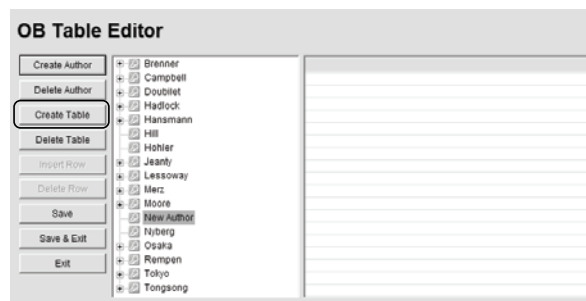 OB Table Editor
Create Author
Delete Author
Create Table
Delete Table
Insert Row
Delete Row
Save
Save & Exit
Exit
Brenner
Campbell
Doubilet
Hadlock
Hansmann
Hill
Hohler
Jeanty
Lessoway
Merz
Moore
New Author
Nyberg
Osaka
Rempen
Tokyo
Tongsong